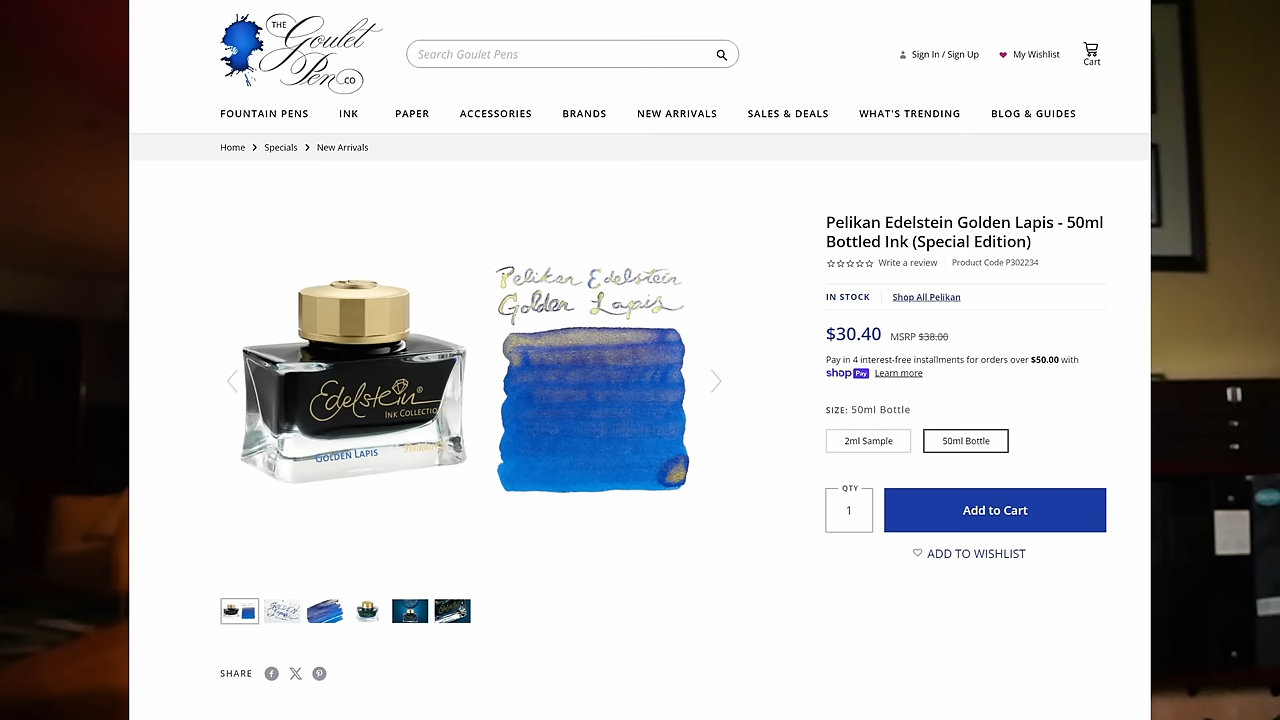 THE
Goulet
Pen CO
Search Goulet Pens
Sign In / Sign Up
My Wishlist
Cart
FOUNTAIN PENS
INK
PAPER
ACCESSORIES
BRANDS
NEW ARRIVALS
SALES & DEALS
WHAT'S TRENDING
BLOG & GUIDES
Home > Specials > New Arrivals
Pelikan Edelstein
Golden Lapis
Edelstein®
INK COLLECTION
GOLDEN LAPIS
Pelikan Edelstein Golden Lapis - 50ml
Bottled Ink (Special Edition)
Write a review
Product Code P302234
IN STOCK
Shop All Pelikan
$30.40 MSRP $38.00
Pay in 4 interest-free installments for orders over $50.00 with
shop Pay Learn more
SIZE: 50ml Bottle
2ml Sample
50ml Bottle
QTY
1
Add to Cart
ADD TO WISHLIST
SHARE